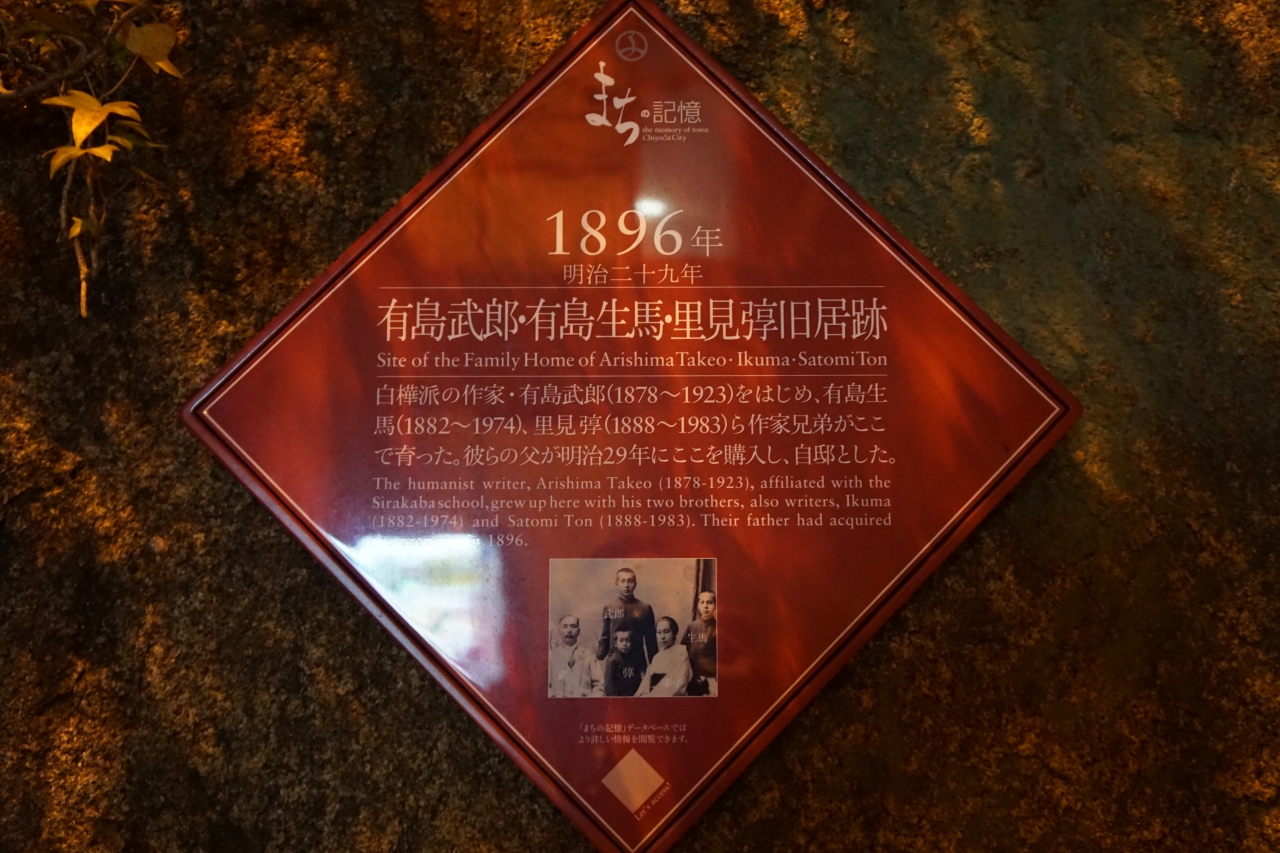 まちの記憶
the memory of town
Chiyoda City
1896年
明治二十九年
有島武郎・有島生馬・里見弴旧居跡
Site of the Family Home of Arishima Takeo・Ikuma・Satomi Ton
白樺派の作家・有島武郎(1878〜1923)をはじめ、有島生
馬(1882〜1974)、里見弴(1888〜1983)ら作家兄弟がここ
で育った。彼らの父が明治29年にここを購入し、自邸とした。
The humanist writer, Arishima Takeo (1878-1923), affiliated with the
Sirakaba school, grew up here with his two brothers, also writers, Ikuma
(1882-1974) and Satomi Ton (1888-1983). Their father had acquired
1896.
武郎
生馬
弴
「まちの記憶」データベースでは
より詳しい情報を閲覧できます。
Let's access!